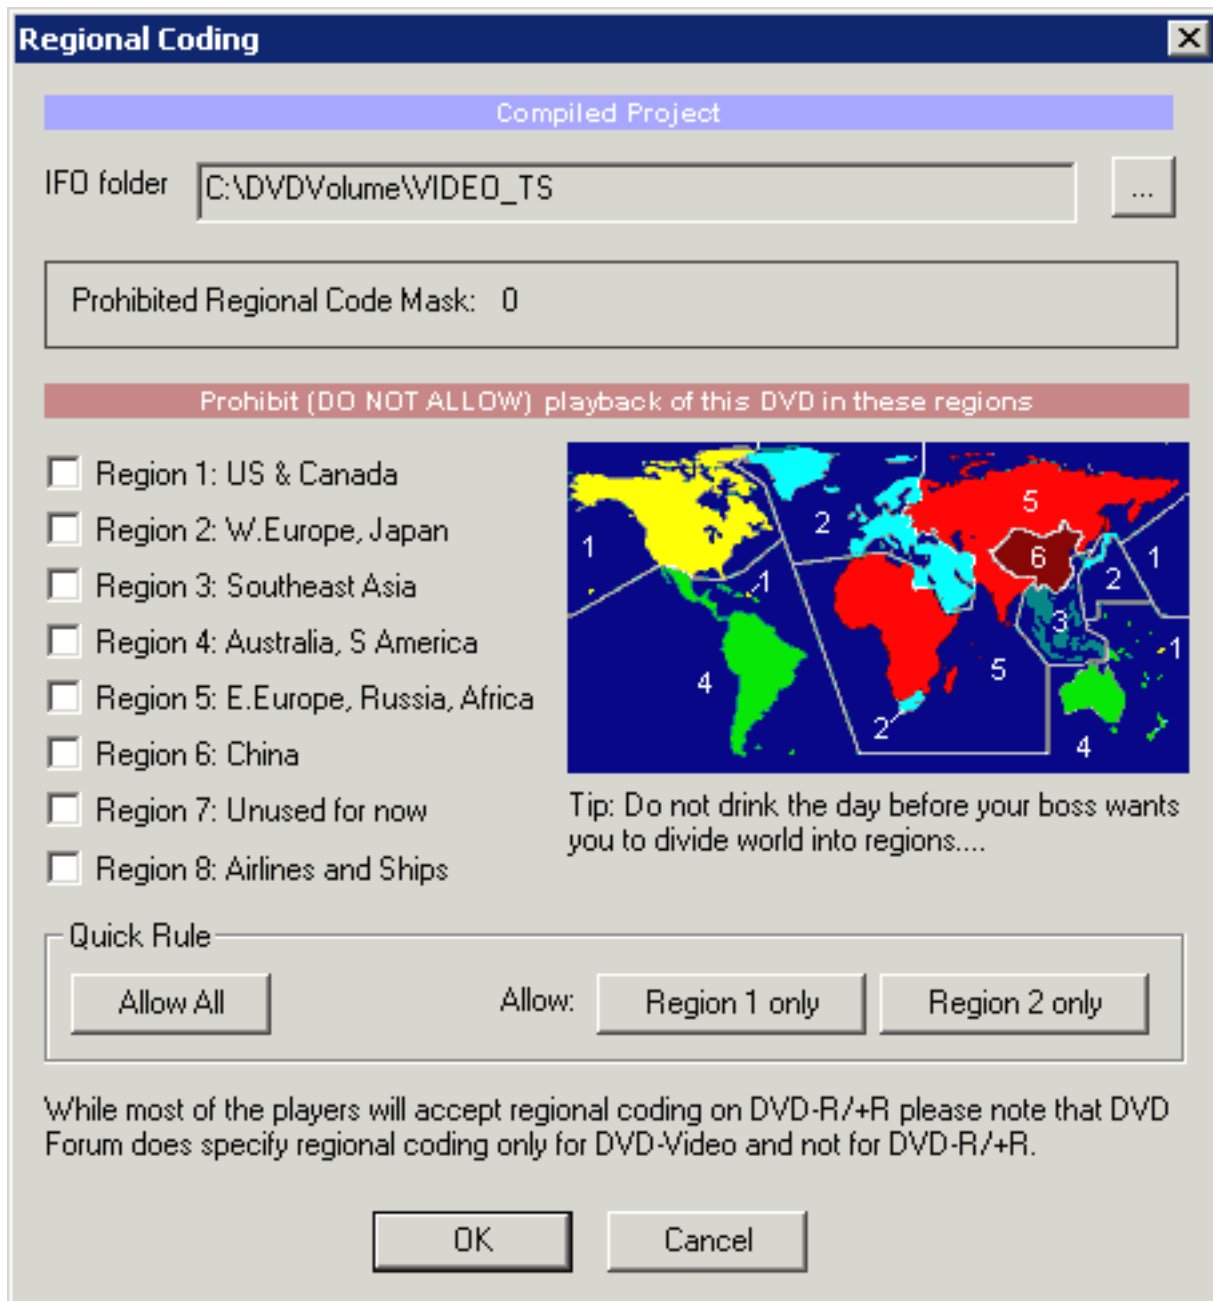 Regional Coding
Compiled Project
IFO folder
C:\DVDVolume\VIDEO_TS
...
Prohibited Regional Code Mask: 0
Prohibit (DO NOT ALLOW) playback of this DVD in these regions
Region 1: US & Canada
Region 2: W.Europe, Japan
Region 3: Southeast Asia
Region 4: Australia, S America
Region 5: E.Europe, Russia, Africa
Region 6: China
Region 7: Unused for now
Region 8: Airlines and Ships
5
2
1
6
1
2
1
3
1
4
5
2
4
Tip: Do not drink the day before your boss wants
you to divide world into regions....
Quick Rule
Allow All
Allow:
Region 1 only
Region 2 only
While most of the players will accept regional coding on DVD-R/+R please note that DVD
Forum does specify regional coding only for DVD-Video and not for DVD-R/+R.
OK
Cancel